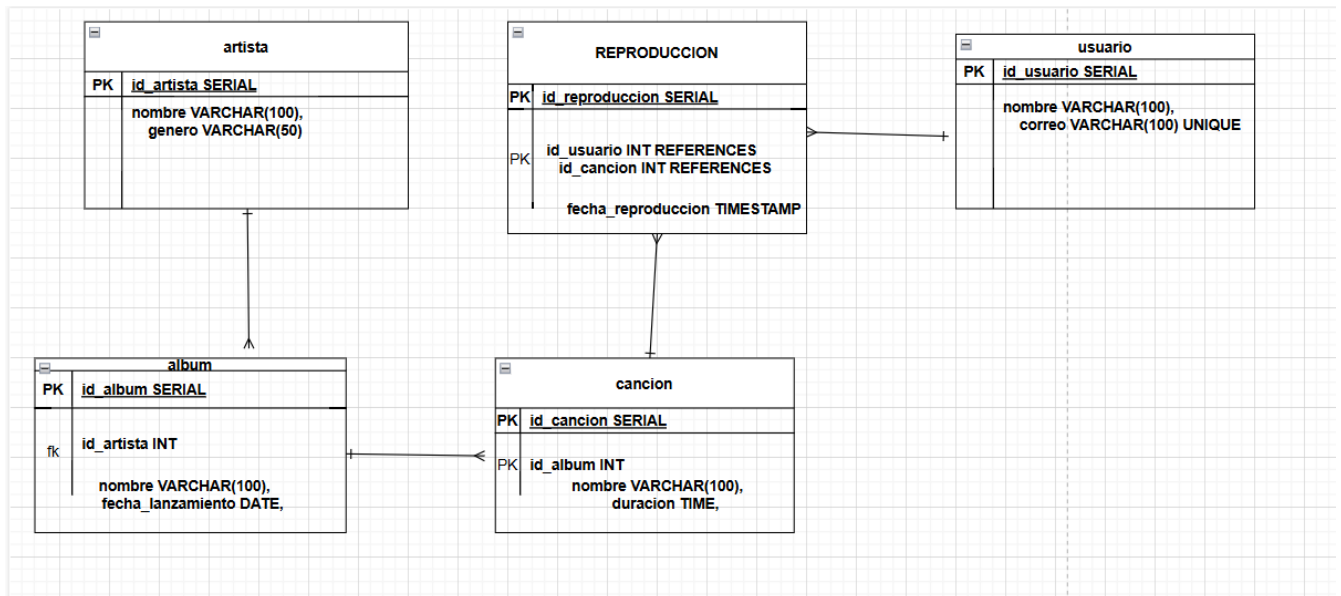 artista
PK id_artista SERIAL
nombre VARCHAR(100),
genero VARCHAR(50)
REPRODUCCION
PK id_reproduccion SERIAL
PK id_usuario INT REFERENCES
id_cancion INT REFERENCES
fecha_reproduccion TIMESTAMP
usuario
PK id_usuario SERIAL
nombre VARCHAR(100),
correo VARCHAR(100) UNIQUE
album
PK id_album SERIAL
fk id_artista INT
nombre VARCHAR(100),
fecha_lanzamiento DATE,
cancion
PK id_cancion SERIAL
PK id_album INT
nombre VARCHAR(100),
duracion TIME,